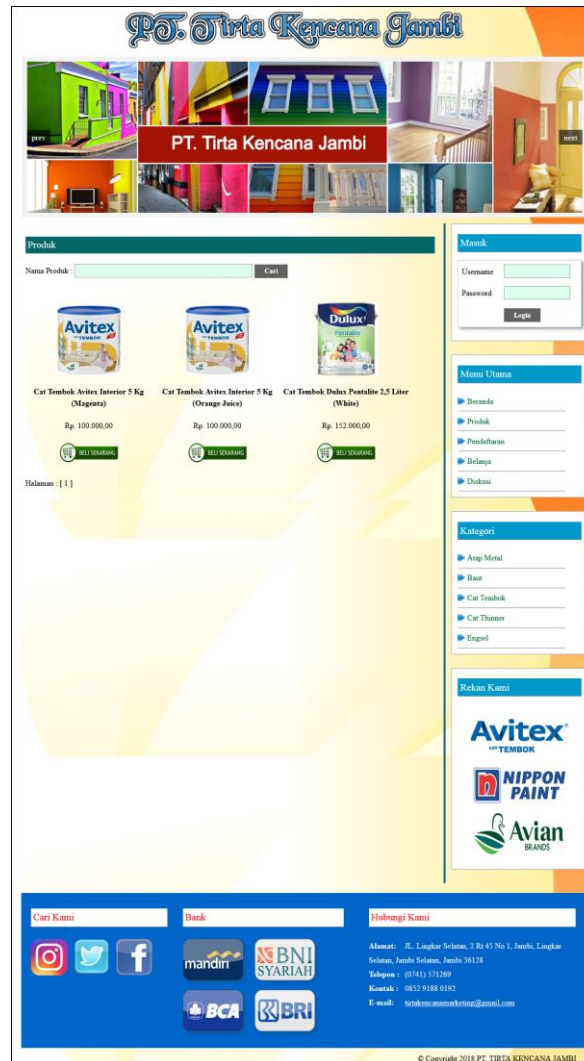 PT. Tirta Kencana Jambi
prev
PT. Tirta Kencana Jambi
next
Produk
Nama Produk :
Cari
Avitex
CAT TEMBOK
Avitex
CAT TEMBOK
Dulux
Pentalite
Cat Tembok Avitex Interior 5 Kg
(Magenta)
Rp. 100.000,00
BELI SEKARANG
Cat Tembok Avitex Interior 5 Kg
(Orange Juice)
Rp. 100.000,00
BELI SEKARANG
Cat Tembok Dulux Pentalite 2,5 Liter
(White)
Rp. 152.000,00
BELI SEKARANG
Halaman : [ 1 ]
Masuk
Username
Password
Login
Menu Utama
Beranda
Produk
Pendaftaran
Belanja
Diskusi
Kategori
Atap Metal
Baut
Cat Tembok
Cat Thinner
Engsel
Rekan Kami
Avitex
CAT TEMBOK
NIPPON
PAINT
Avian
BRANDS
Cari Kami
Bank
mandiri
BNI
SYARIAH
BCA
BRI
Hubungi Kami
Alamat: JL. Lingkar Selatan, 2 Rt 45 No 1, Jambi, Lingkar
Selatan, Jambi Selatan, Jambi 36128
Telepon : (0741) 571269
Kontak : 0852 9188 0192
E-mail: tirtakencanamarketing@gmail.com
© Copyright 2018 PT. TIRTA KENCANA JAMBI